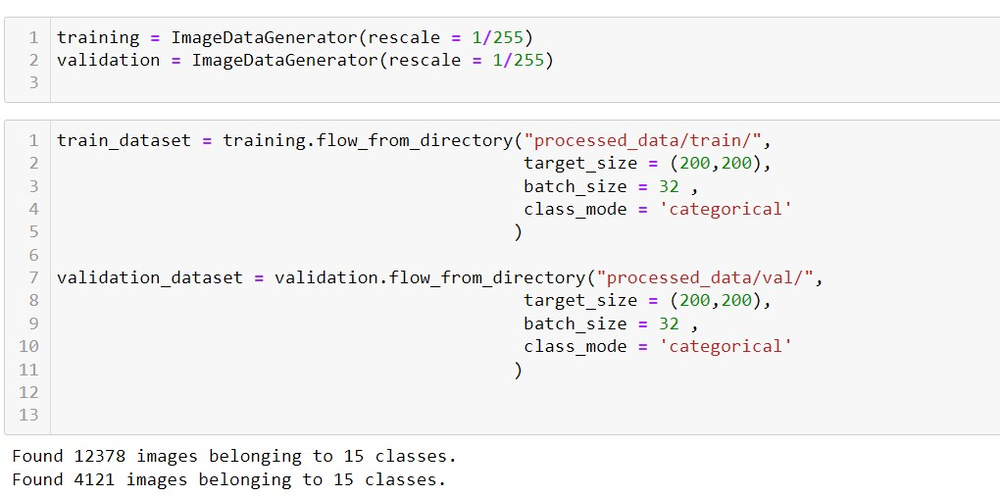 1 training = ImageDataGenerator(rescale = 1/255)
2 validation = ImageDataGenerator(rescale = 1/255)
3
1 train_dataset = training.flow_from_directory("processed_data/train/",
2 target_size = (200,200),
3 batch_size = 32 ,
4 class_mode = 'categorical'
5 )
6
7 validation_dataset = validation.flow_from_directory("processed_data/val/",
8 target_size = (200,200),
9 batch_size = 32 ,
10 class_mode = 'categorical'
11 )
12
13
Found 12378 images belonging to 15 classes.
Found 4121 images belonging to 15 classes.